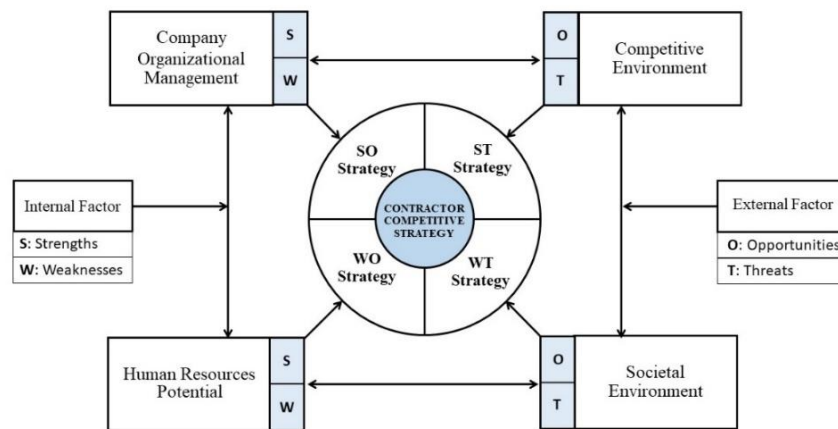 Company
Organizational
Management
S
W
O
T
Competitive
Environment
SO
Strategy
ST
Strategy
CONTRACTOR
COMPETITIVE
STRATEGY
WO
Strategy
WT
Strategy
Internal Factor
S: Strengths
W: Weaknesses
External Factor
O: Opportunities
T: Threats
Human Resources
Potential
S
W
O
T
Societal
Environment